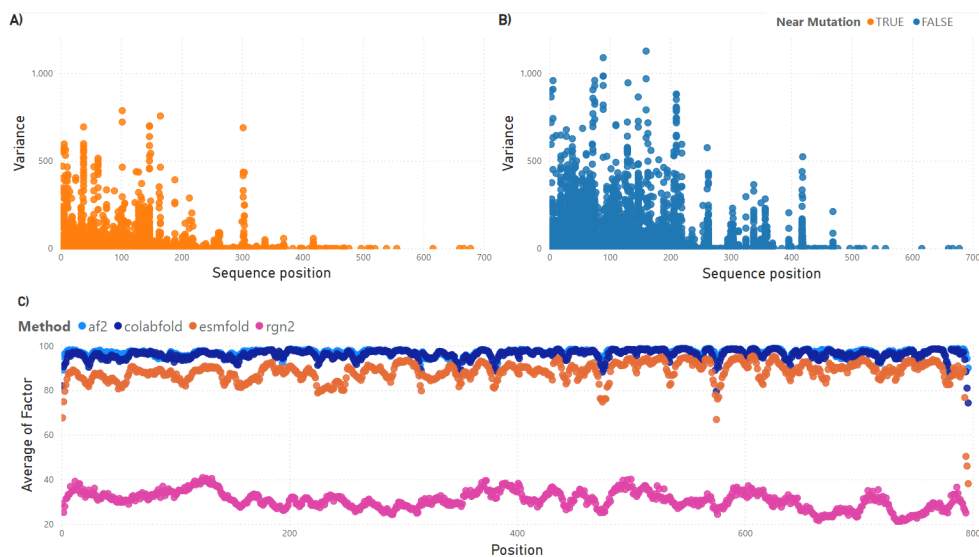 A)
B)
Near Mutation TRUE FALSE
1,000
500
0
Variance
0 100 200 300 400 500 600 700
Sequence position
1,000
500
0
Variance
0 100 200 300 400 500 600 700
Sequence position
C)
Method af2 colabfold esmfold rgn2
100
80
60
40
20
Average of Factor
0 200 400 600 800
Position